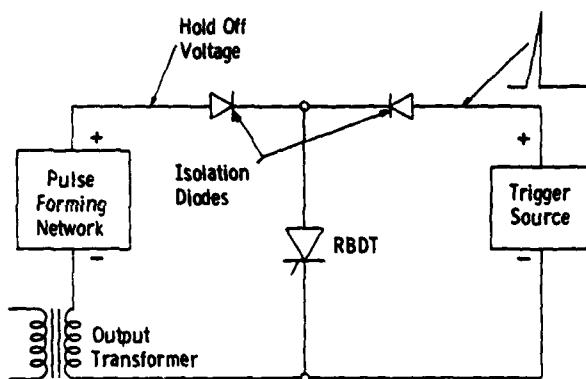 Hold Off
Voltage
+
+
Isolation
Diodes
Pulse
Forming
Network
Trigger
Source
RBDT
−
−
Output
Transformer